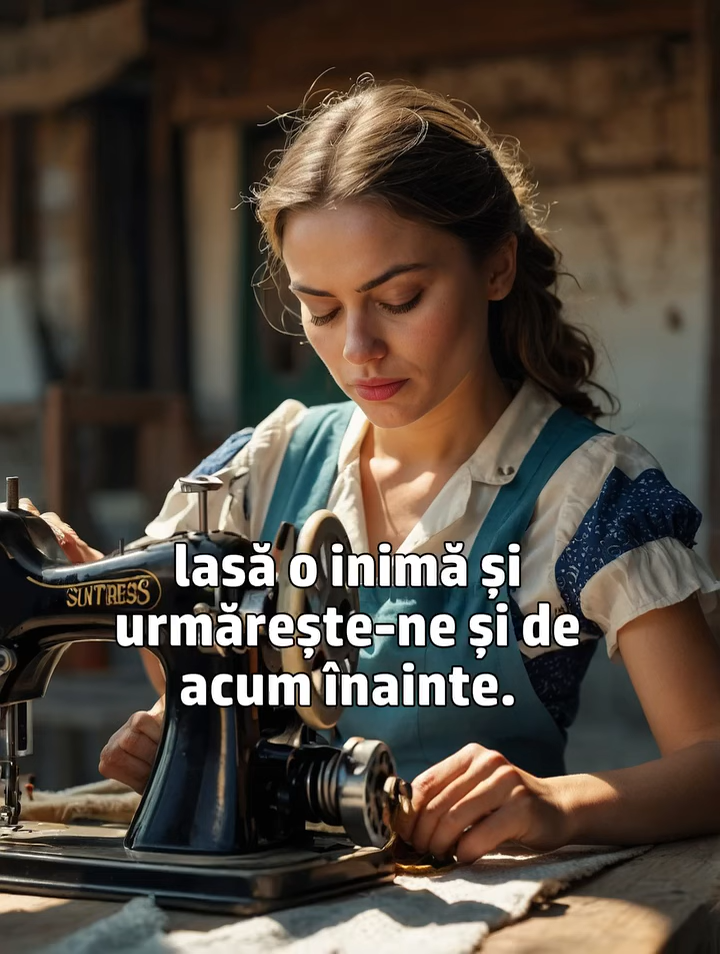 SUNTRESS
lasă o inimă și
urmărește-ne și de
acum înainte.